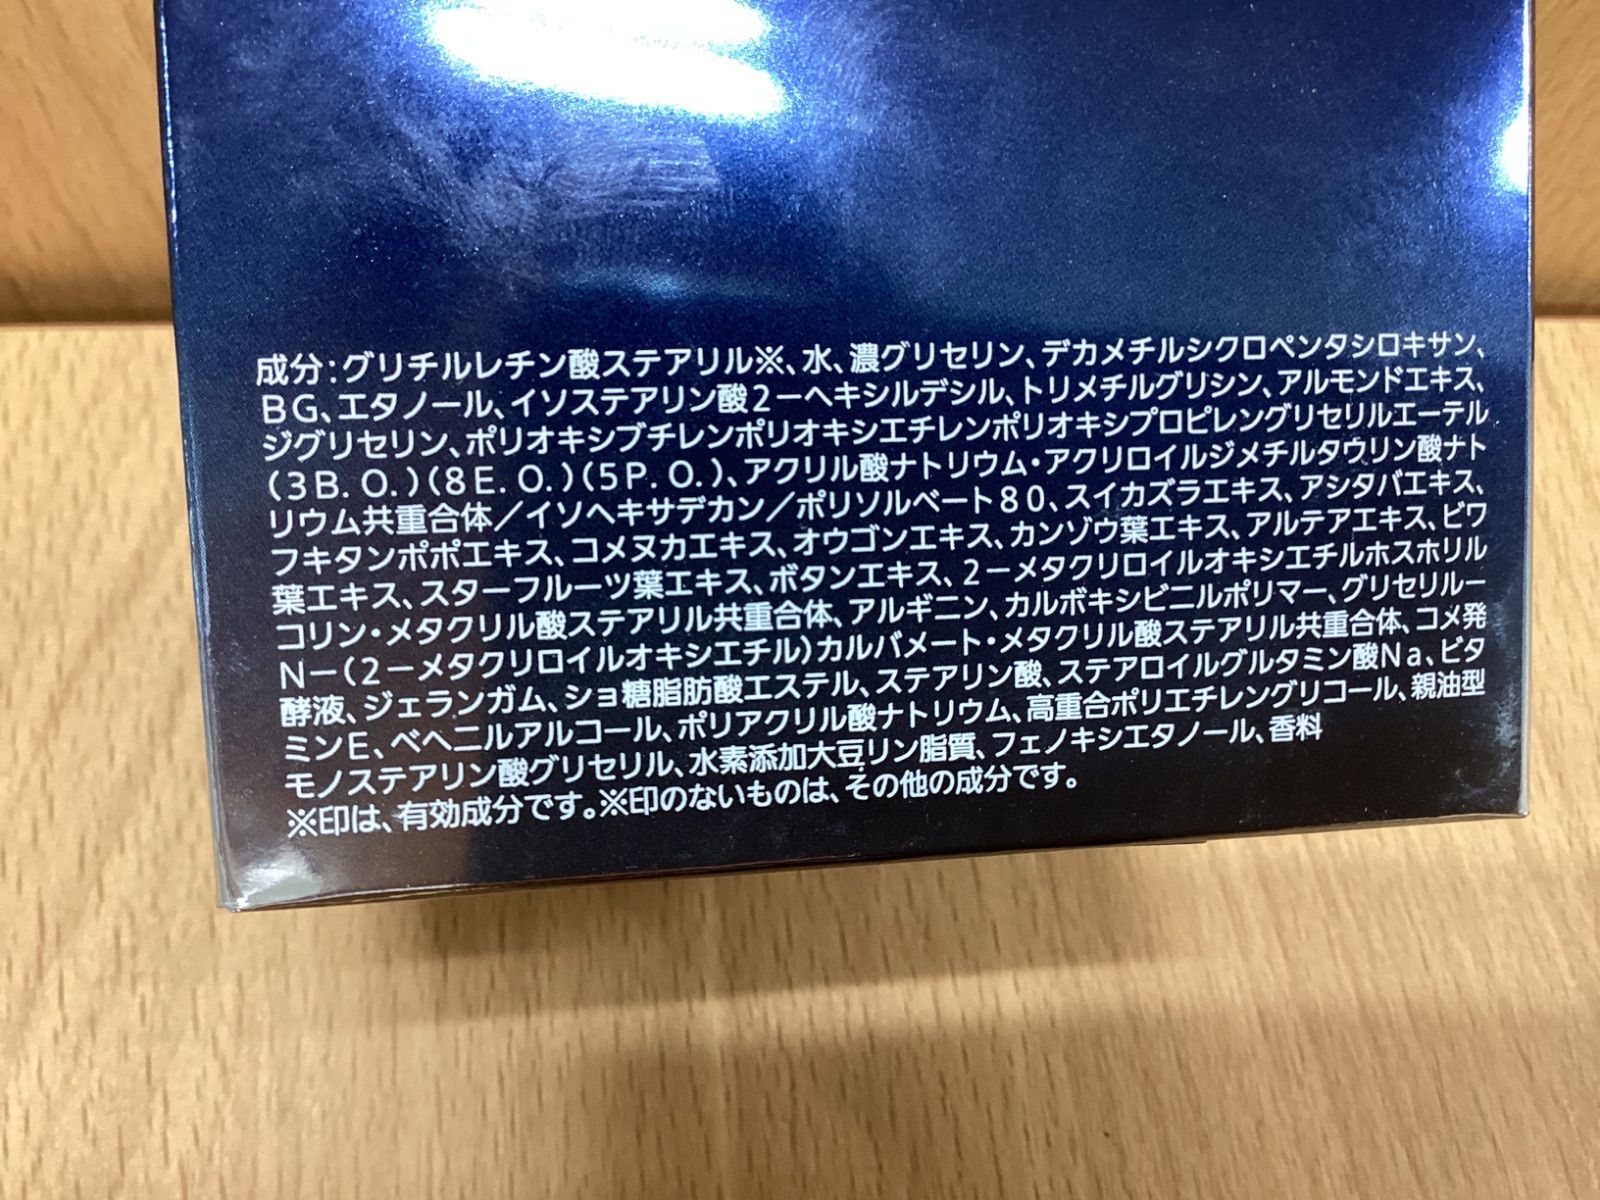 成分:グリチルレチン酸ステアリル※、水、濃グリセリン、デカメチルシクロペンタシロキサン、
BG、エタノール、イソステアリン酸2−ヘキシルデシル、トリメチルグリシン、アルモンドエキス、
ジグリセリン、ポリオキシブチレンポリオキシエチレンポリオキシプロピレングリセリルエーテル
(3B.O.)(8E.O.)(5P.O.)、アクリル酸ナトリウム・アクリロイルジメチルタウリン酸ナト
リウム共重合体/イソヘキサデカン/ポリソルベート80、スイカズラエキス、アシタバエキス、
フキタンポポエキス、コメヌカエキス、オウゴンエキス、カンゾウ葉エキス、アルテアエキス、ビワ
葉エキス、スターフルーツ葉エキス、ボタンエキス、2−メタクリロイルオキシエチルホスホリル
コリン・メタクリル酸ステアリル共重合体、アルギニン、カルボキシビニルポリマー、グリセリル−
N−(2−メタクリロイルオキシエチル)カルバメート・メタクリル酸ステアリル共重合体、コメ発
酵液、ジェランガム、ショ糖脂肪酸エステル、ステアリン酸、ステアロイルグルタミン酸Na、ビタ
ミンE、ベヘニルアルコール、ポリアクリル酸ナトリウム、高重合ポリエチレングリコール、親油型
モノステアリン酸グリセリル、水素添加大豆リン脂質、フェノキシエタノール、香料
※印は、有効成分です。※印のないものは、その他の成分です。